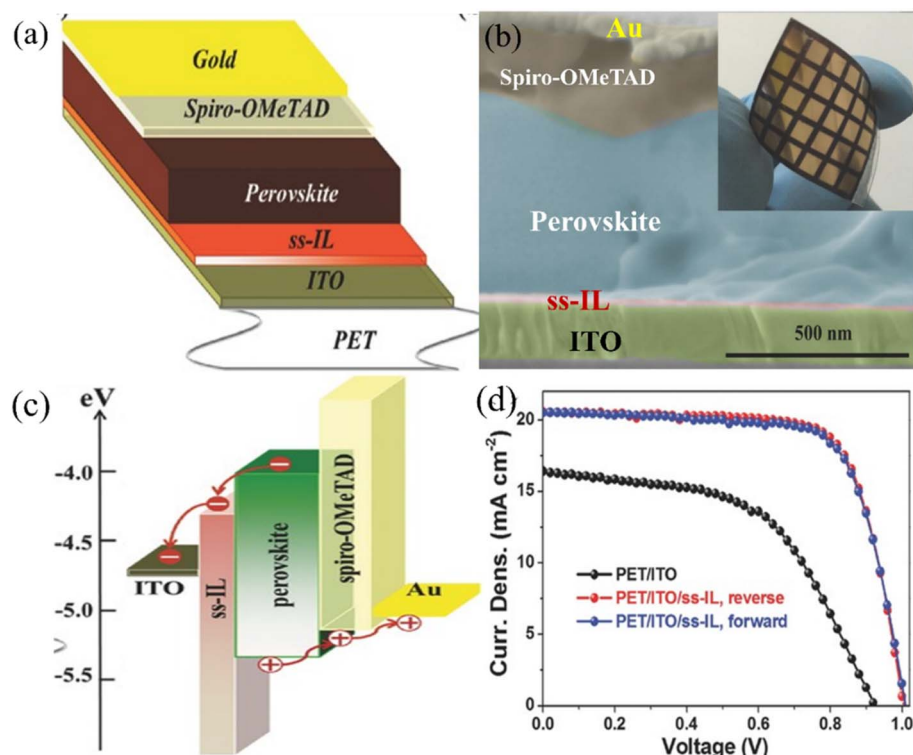 (a)
Gold
Spiro-OMeTAD
Perovskite
ss-IL
ITO
PET
(b)
Au
Spiro-OMeTAD
Perovskite
ss-IL
ITO
500 nm
(c)
eV
-4.0
-4.5
-5.0
-5.5
ITO
ss-IL
perovskite
spiro-OMeTAD
Au
(d)
Curr. Dens. (mA cm-2)
20
15
10
5
0
PET/ITO
PET/ITO/ss-IL, reverse
PET/ITO/ss-IL, forward
0.0 0.2 0.4 0.6 0.8 1.0
Voltage (V)